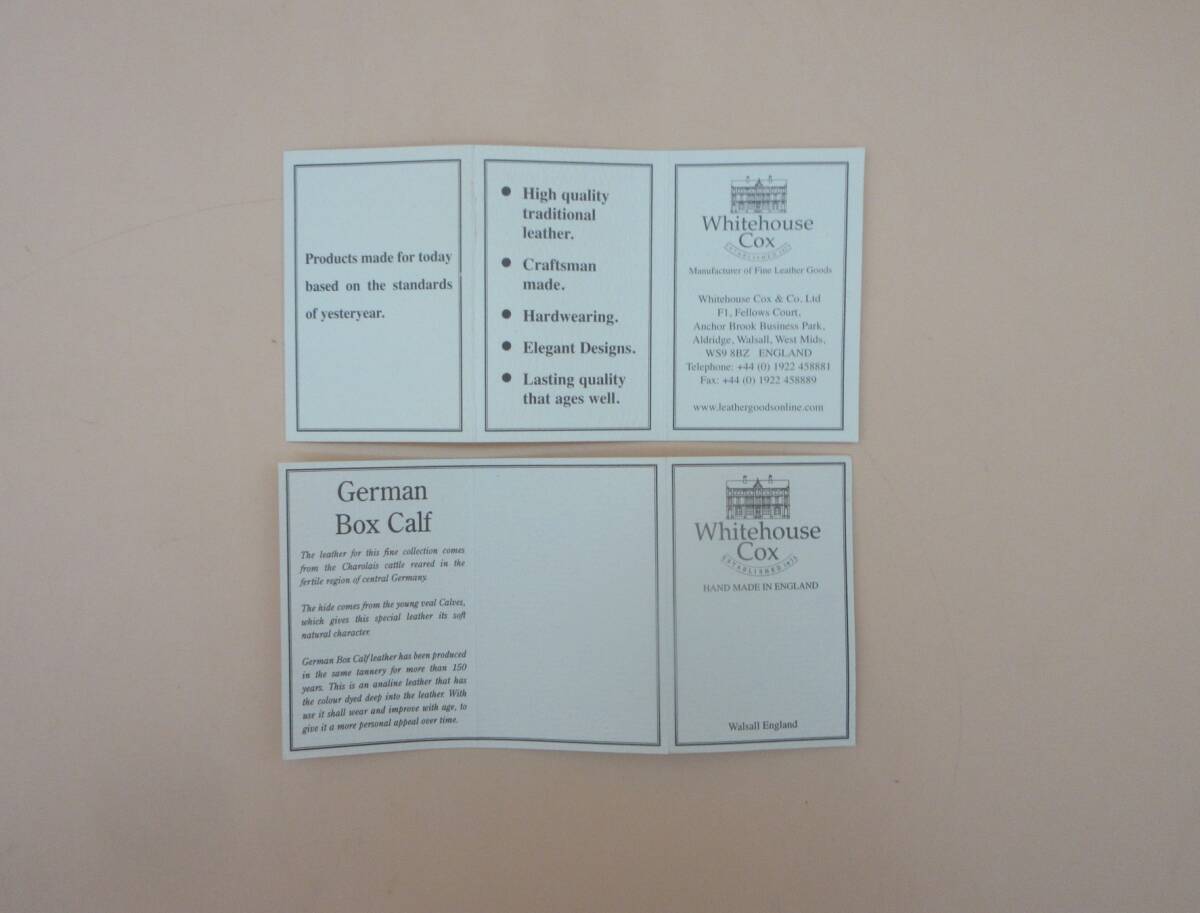 Products made for today
based on the standards
of yesteryear.
● High quality
traditional
leather.
● Craftsman
made.
● Hardwearing.
● Elegant Designs.
● Lasting quality
that ages well.
Whitehouse
Cox
ESTABLISHED 1875
Manufacturer of Fine Leather Goods
Whitehouse Cox & Co. Ltd
F1, Fellows Court,
Anchor Brook Business Park,
Aldridge, Walsall, West Mids,
WS9 8BZ ENGLAND
Telephone: +44 (0) 1922 458881
Fax: +44 (0) 1922 458889
www.leathergoodsonline.com
German
Box Calf
The leather for this fine collection comes
from the Charolais cattle reared in the
fertile region of central Germany.
The hide comes from the young veal Calves,
which gives this special leather its soft
natural character.
German Box Calf leather has been produced
in the same tannery for more than 150
years. This is an analine leather that has
the colour dyed deep into the leather. With
use it shall wear and improve with age, to
give it a more personal appeal over time.
Whitehouse
Cox
ESTABLISHED 1875
HAND MADE IN ENGLAND
Walsall England